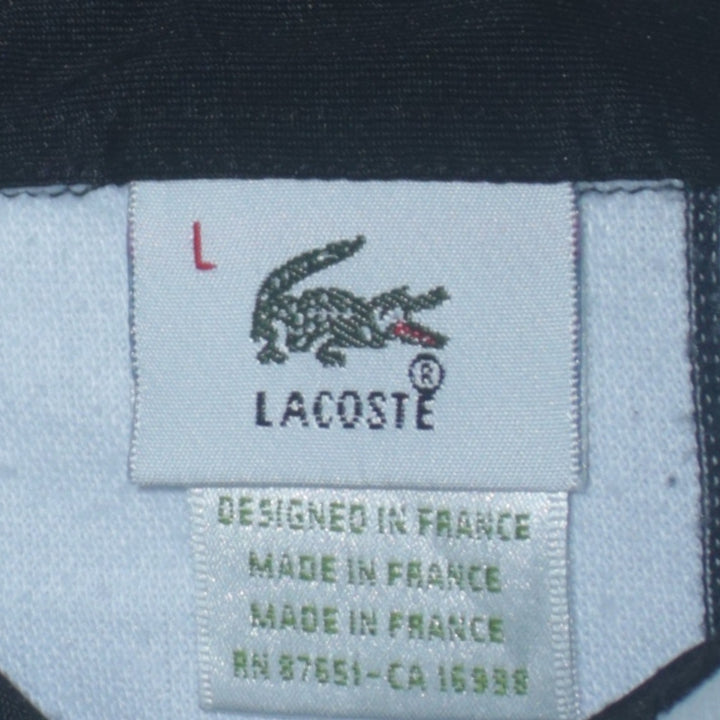 L
LACOSTE ®
DESIGNED IN FRANCE
MADE IN FRANCE
MADE IN FRANCE
RN 87651-CA 16998